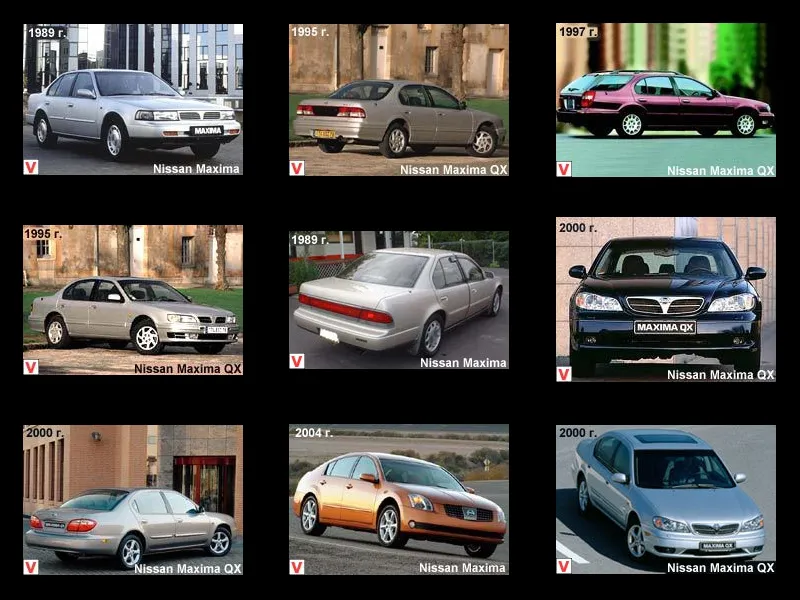 1989 г.
MAXIMA
V
Nissan Maxima
1995 г.
V
Nissan Maxima QX
1997 г.
V
Nissan Maxima QX
1995 г.
V
Nissan Maxima QX
1989 г.
V
Nissan Maxima
2000 г.
MAXIMA QX
V
Nissan Maxima QX
2000 г.
V
Nissan Maxima QX
2004 г.
V
Nissan Maxima
2000 г.
MAXIMA QX
V
Nissan Maxima QX